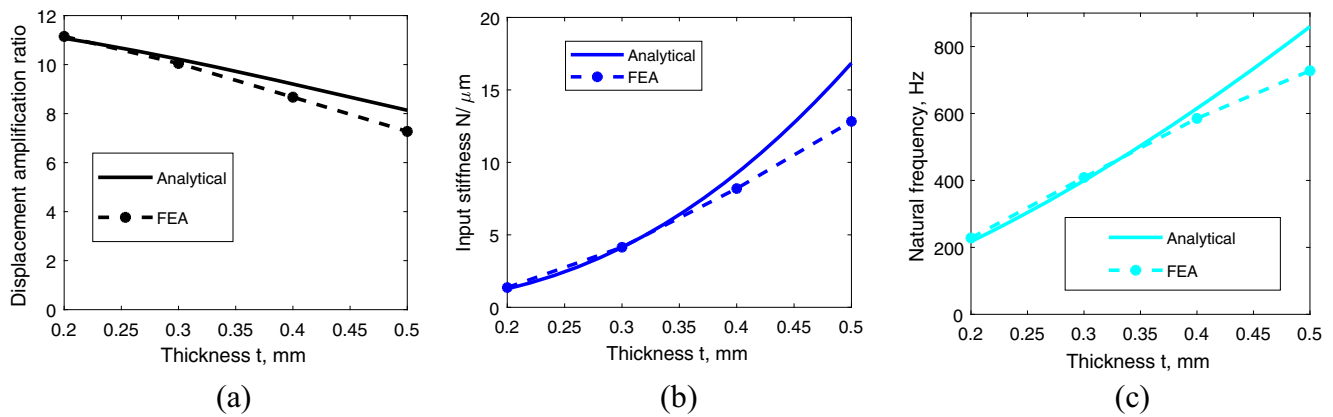 Displacement amplification ratio
12
10
8
6
4
2
0
Analytical
FEA
0.2 0.25 0.3 0.35 0.4 0.45 0.5
Thickness t, mm
(a)
Input stiffness N/ μm
20
15
10
5
0
Analytical
FEA
0.2 0.25 0.3 0.35 0.4 0.45 0.5
Thickness t, mm
(b)
Natural frequency, Hz
800
600
400
200
0
Analytical
FEA
0.2 0.25 0.3 0.35 0.4 0.45 0.5
Thickness t, mm
(c)